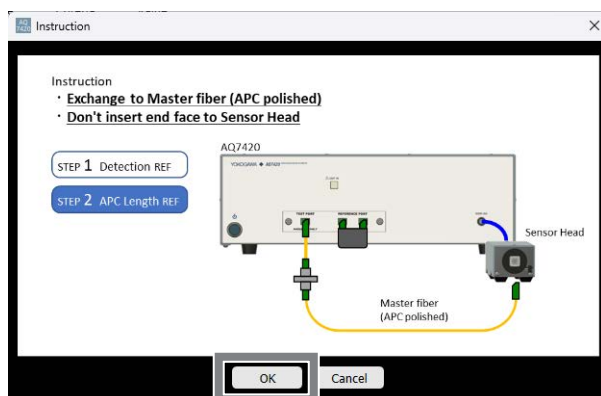 AQ
7420
Instruction
Instruction
・Exchange to Master fiber (APC polished)
・Don't insert end face to Sensor Head
STEP 1 Detection REF
STEP 2 APC Length REF
AQ7420
YOKOGAWA
TEST PORT
REFERENCE PORT
Sensor Head
Master fiber
(APC polished)
OK
Cancel